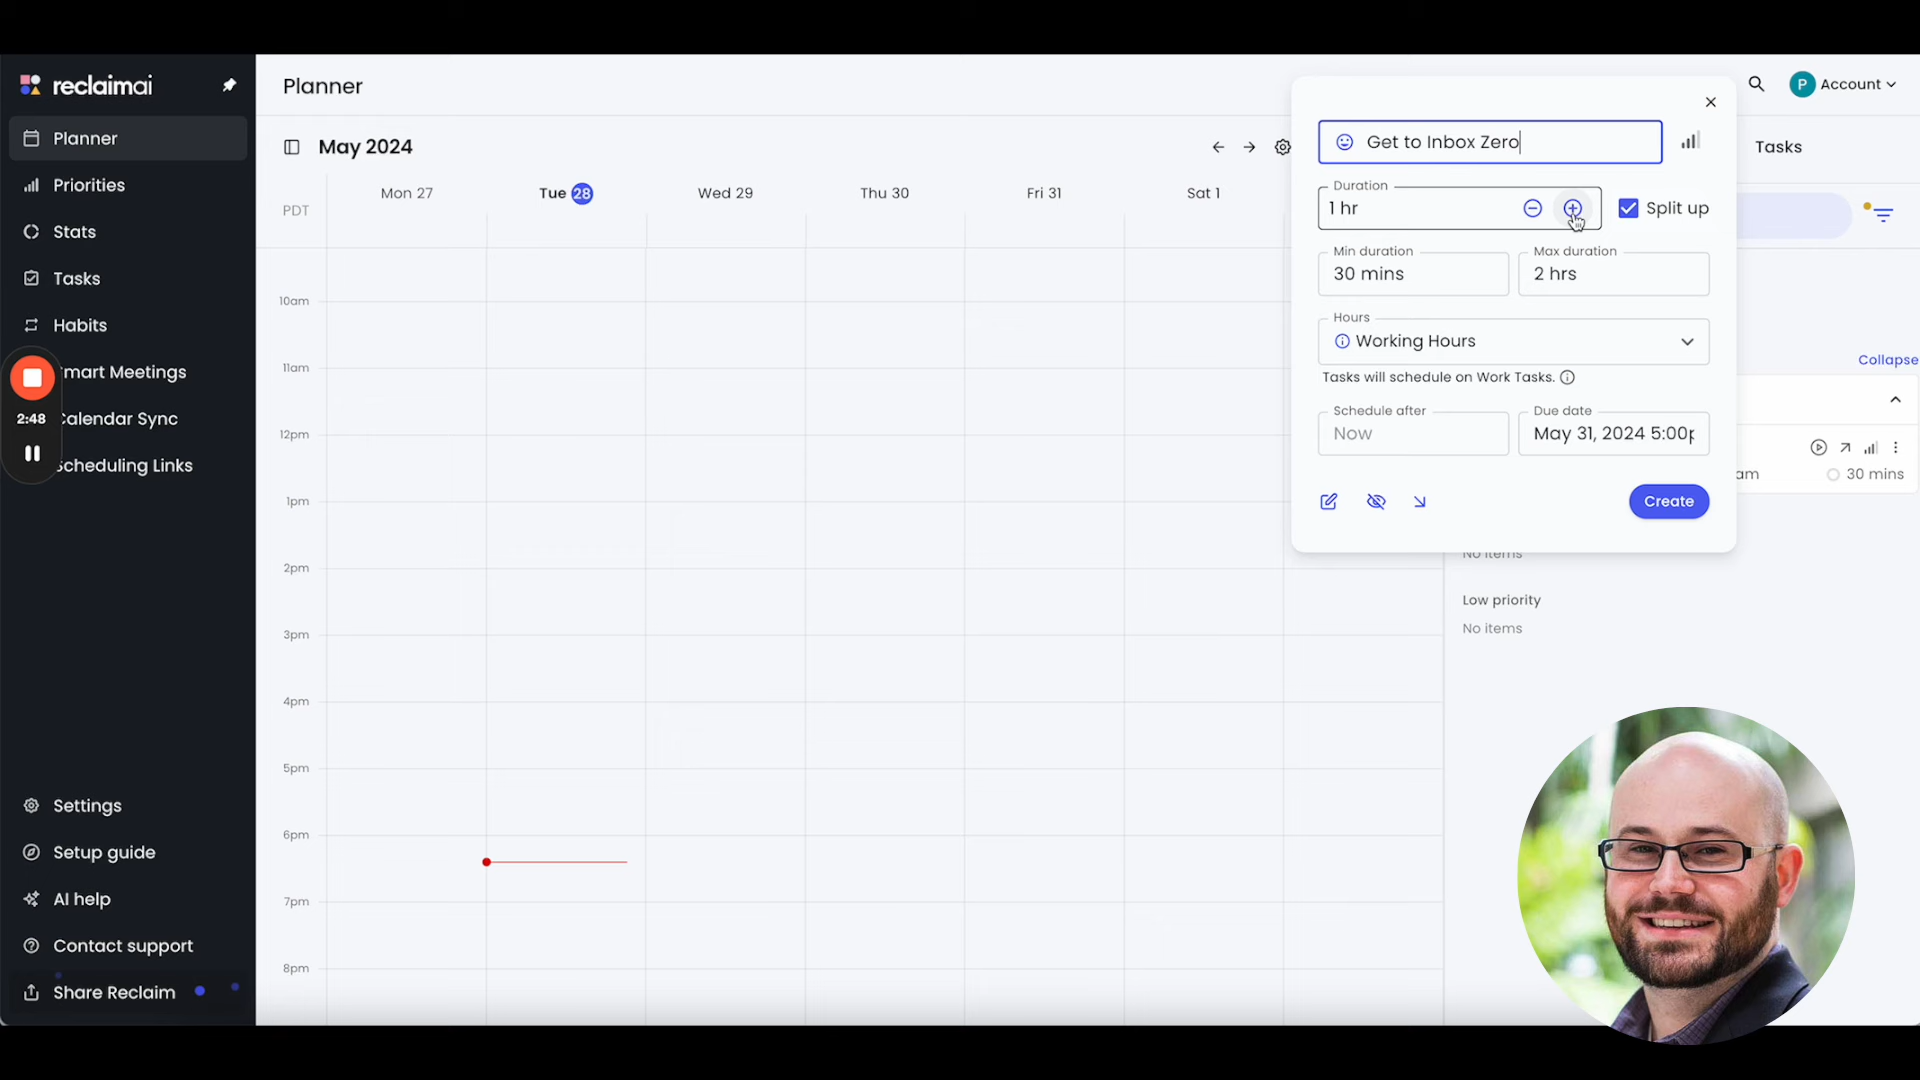 reclaimai
Planner
Priorities
Stats
Tasks
Habits
mart Meetings
2:48
Calendar Sync
cheduling Links
Settings
Setup guide
AI help
Contact support
Share Reclaim
Planner
P Account
May 2024
PDT
Mon 27
Tue 28
Wed 29
Thu 30
Fri 31
Sat 1
10am
11am
12pm
1pm
2pm
3pm
4pm
5pm
6pm
7pm
8pm
Get to Inbox Zero
Duration
1 hr
Split up
Min duration
30 mins
Max duration
2 hrs
Hours
Working Hours
Tasks will schedule on Work Tasks.
Schedule after
Now
Due date
May 31, 2024 5:00p
Create
Tasks
Collapse
am
30 mins
No items
Low priority
No items